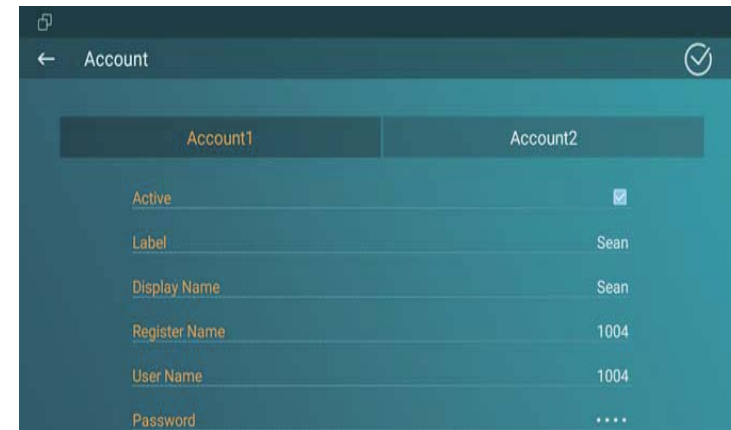 Account
Account1 Account2
Active
Label Sean
Display Name Sean
Register Name 1004
User Name 1004
Password ••••